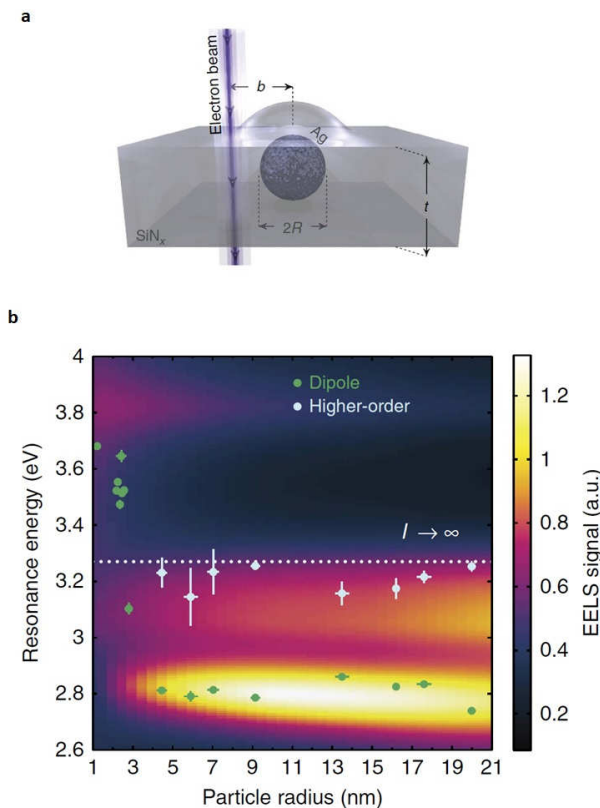 a
Electron beam
b
Ag
t
2R
SiNx
b
4
3.8
3.6
3.4
3.2
3
2.8
2.6
Resonance energy (eV)
Dipole
Higher-order
l → ∞
1 3 5 7 9 11 13 15 17 19 21
Particle radius (nm)
1.2
1
0.8
0.6
0.4
0.2
EELS signal (a.u.)